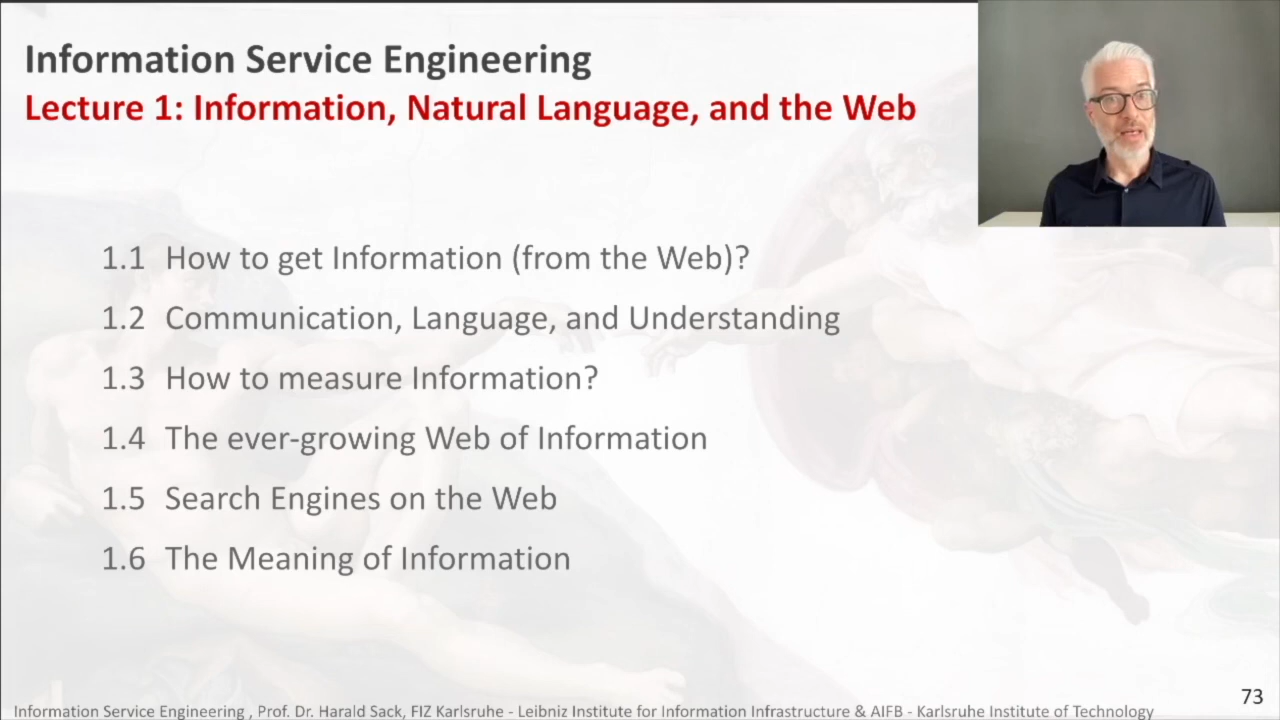 Information Service Engineering
Lecture 1: Information, Natural Language, and the Web
1.1 How to get Information (from the Web)?
1.2 Communication, Language, and Understanding
1.3 How to measure Information?
1.4 The ever-growing Web of Information
1.5 Search Engines on the Web
1.6 The Meaning of Information
73
Information Service Engineering , Prof. Dr. Harald Sack, FIZ Karlsruhe - Leibniz Institute for Information Infrastructure & AIFB - Karlsruhe Institute of Technology